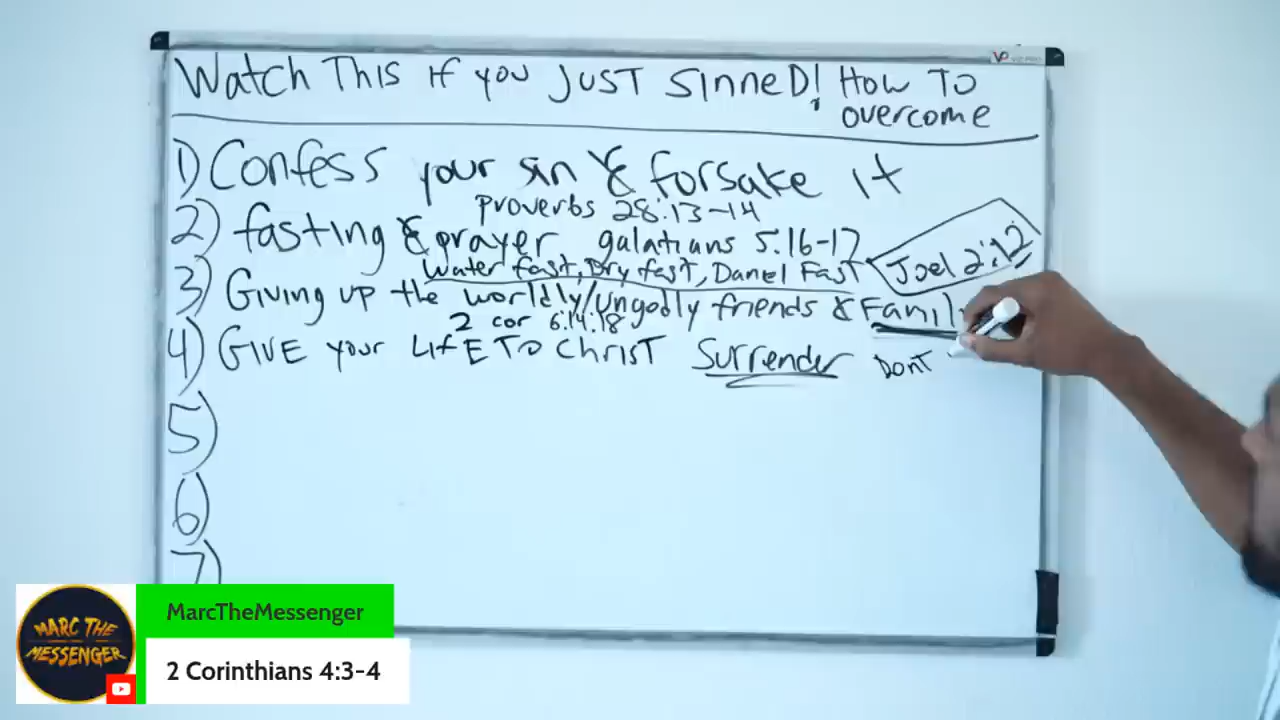 Watch This if you JUST SinneD! How To
overcome
1) Confess your sin & forsake it
proverbs 28:13-14
2) fasting & prayer galatians 5:16-17
Water fast, Dry fast, Daniel Fast
Joel 2:12
3) Giving up the worldly/ungodly friends & Family
2 cor 6:14-18
4) GIVE your LifE To ChrisT Surrender DonT
5)
6)
7)
MARC THE
MESSENGER
MarcTheMessenger
2 Corinthians 4:3-4